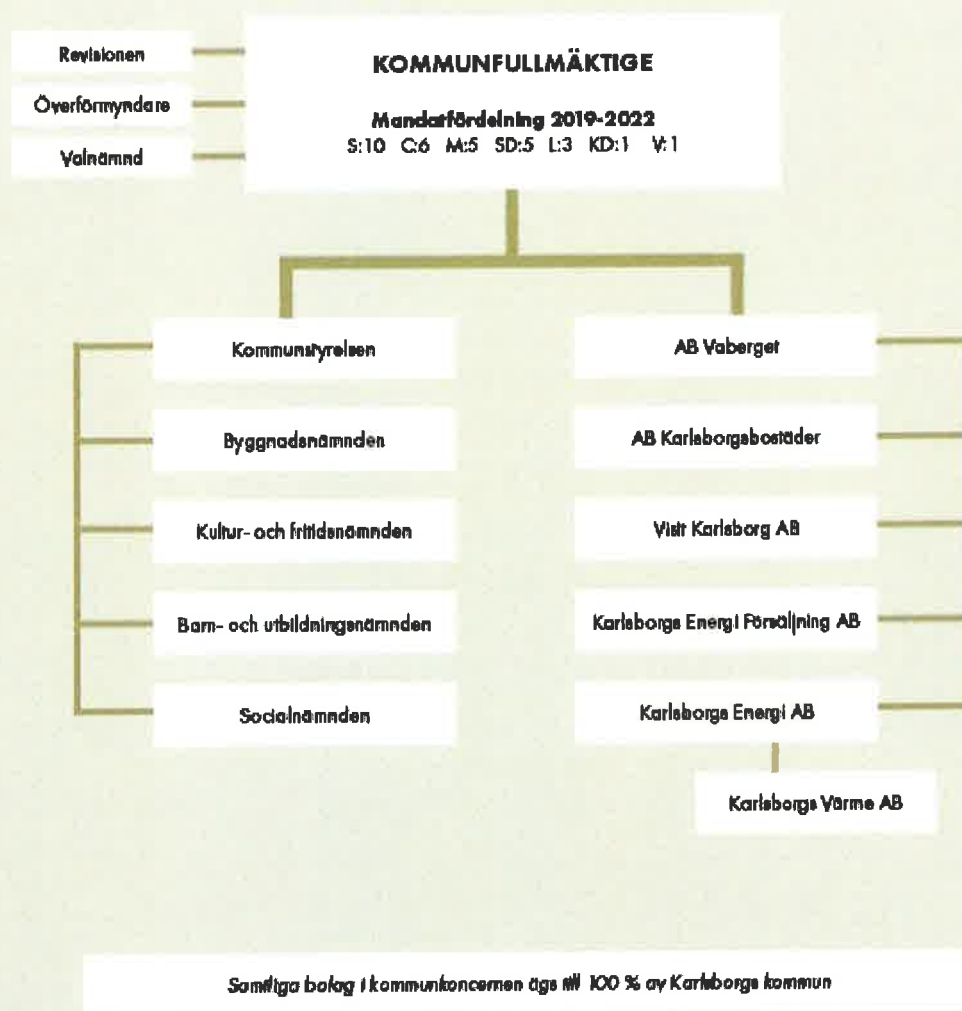 Revisionen
Överförmyndare
Valnämnd
KOMMUNFULLMÄKTIGE
Mandatfördelning 2019-2022
S:10 C:6 M:5 SD:5 L:3 KD:1 V:1
Kommunstyrelsen
Byggnadsnämnden
Kultur- och fritidsnämnden
Barn- och utbildningsnämnden
Socialnämnden
AB Vaberget
AB Karlsborgsbostäder
Visit Karlsborg AB
Karlsborgs Energi Försäljning AB
Karlsborgs Energi AB
Karlsborgs Värme AB
Samtliga bolag i kommunkoncernen ägs till 100 % av Karlsborgs kommun